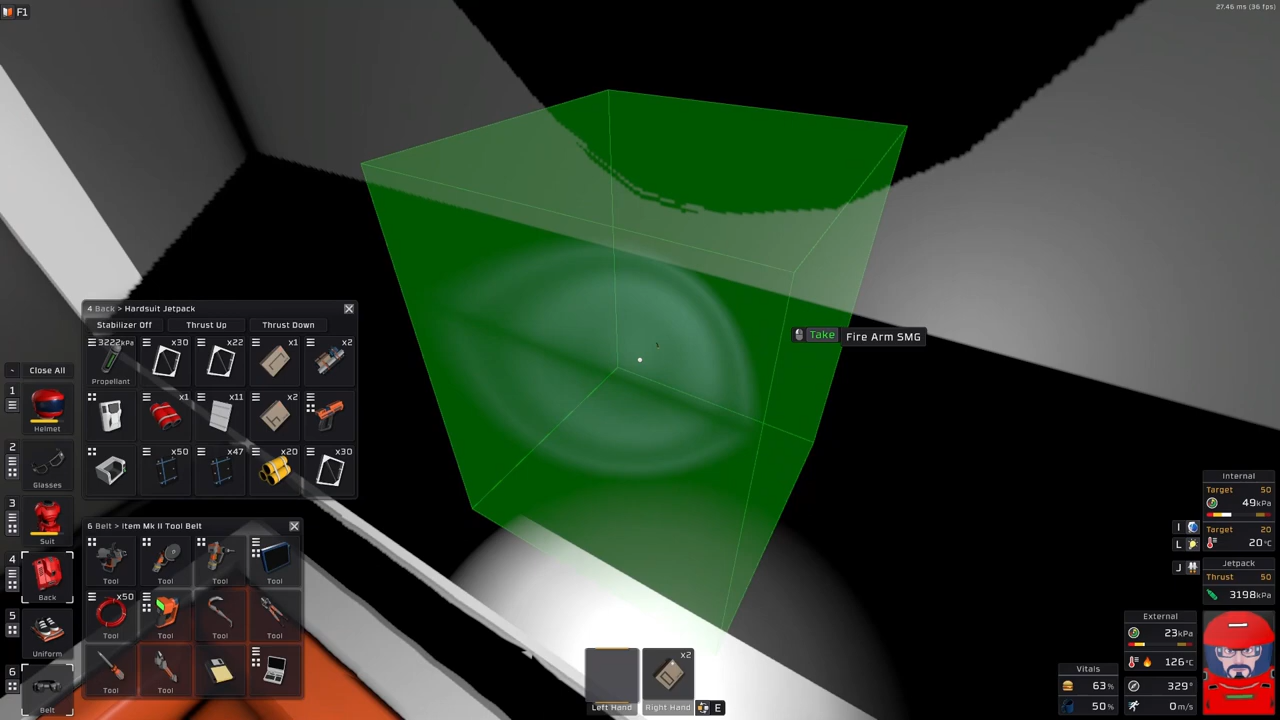 F1
27.46 ms (36 fps)
Take Fire Arm SMG
4 Back > Hardsuit Jetpack
Stabilizer Off Thrust Up Thrust Down
3222kPa x30 x22 x1 x2
Propellant
x1 x11 x2
x50 x47 x20 x30
6 Belt > Item Mk II Tool Belt
Tool Tool Tool Tool
x50
Tool Tool Tool Tool
Tool Tool
~ Close All
1
Helmet
2
Glasses
3
Suit
4
Back
5
Uniform
6
Belt
x2
Left Hand Right Hand E
Internal
Target 50
49kPa
Target 20
20°C
I
L
J
Jetpack
Thrust 50
3198kPa
External
23kPa
126°C
329°
0m/s
Vitals
63%
50%